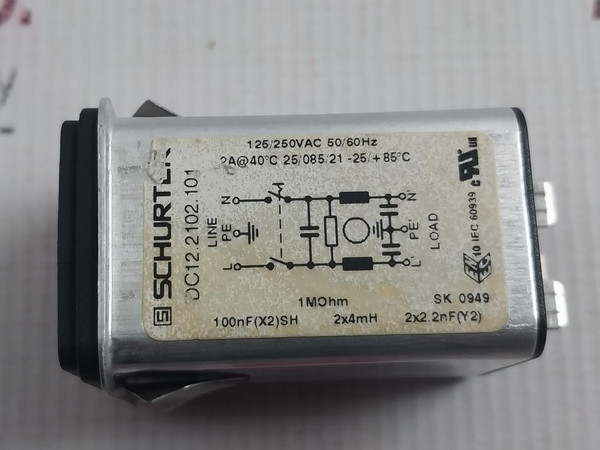 SCHURTER
DC12.2102.101
125/250VAC 50/60Hz
2A@40°C 25/085/21 -25/+85°C
N
N'
LINE
PE
PE'
LOAD
L
L'
10 IEC 60939
1MOhm
SK 0949
100nF(X2)SH 2x4mH 2x2.2nF(Y2)